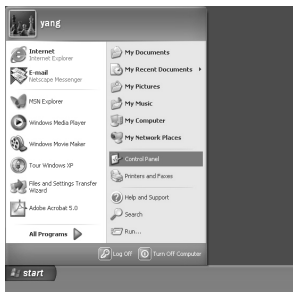 yang
Internet
Internet Explorer
E-mail
Netscape Messenger
MSN Explorer
Windows Media Player
Windows Movie Maker
Tour Windows XP
Files and Settings Transfer
Wizard
Adobe Acrobat 5.0
All Programs
My Documents
My Recent Documents
My Pictures
My Music
My Computer
My Network Places
Control Panel
Printers and Faxes
Help and Support
Search
Run...
Log Off
Turn Off Computer
start